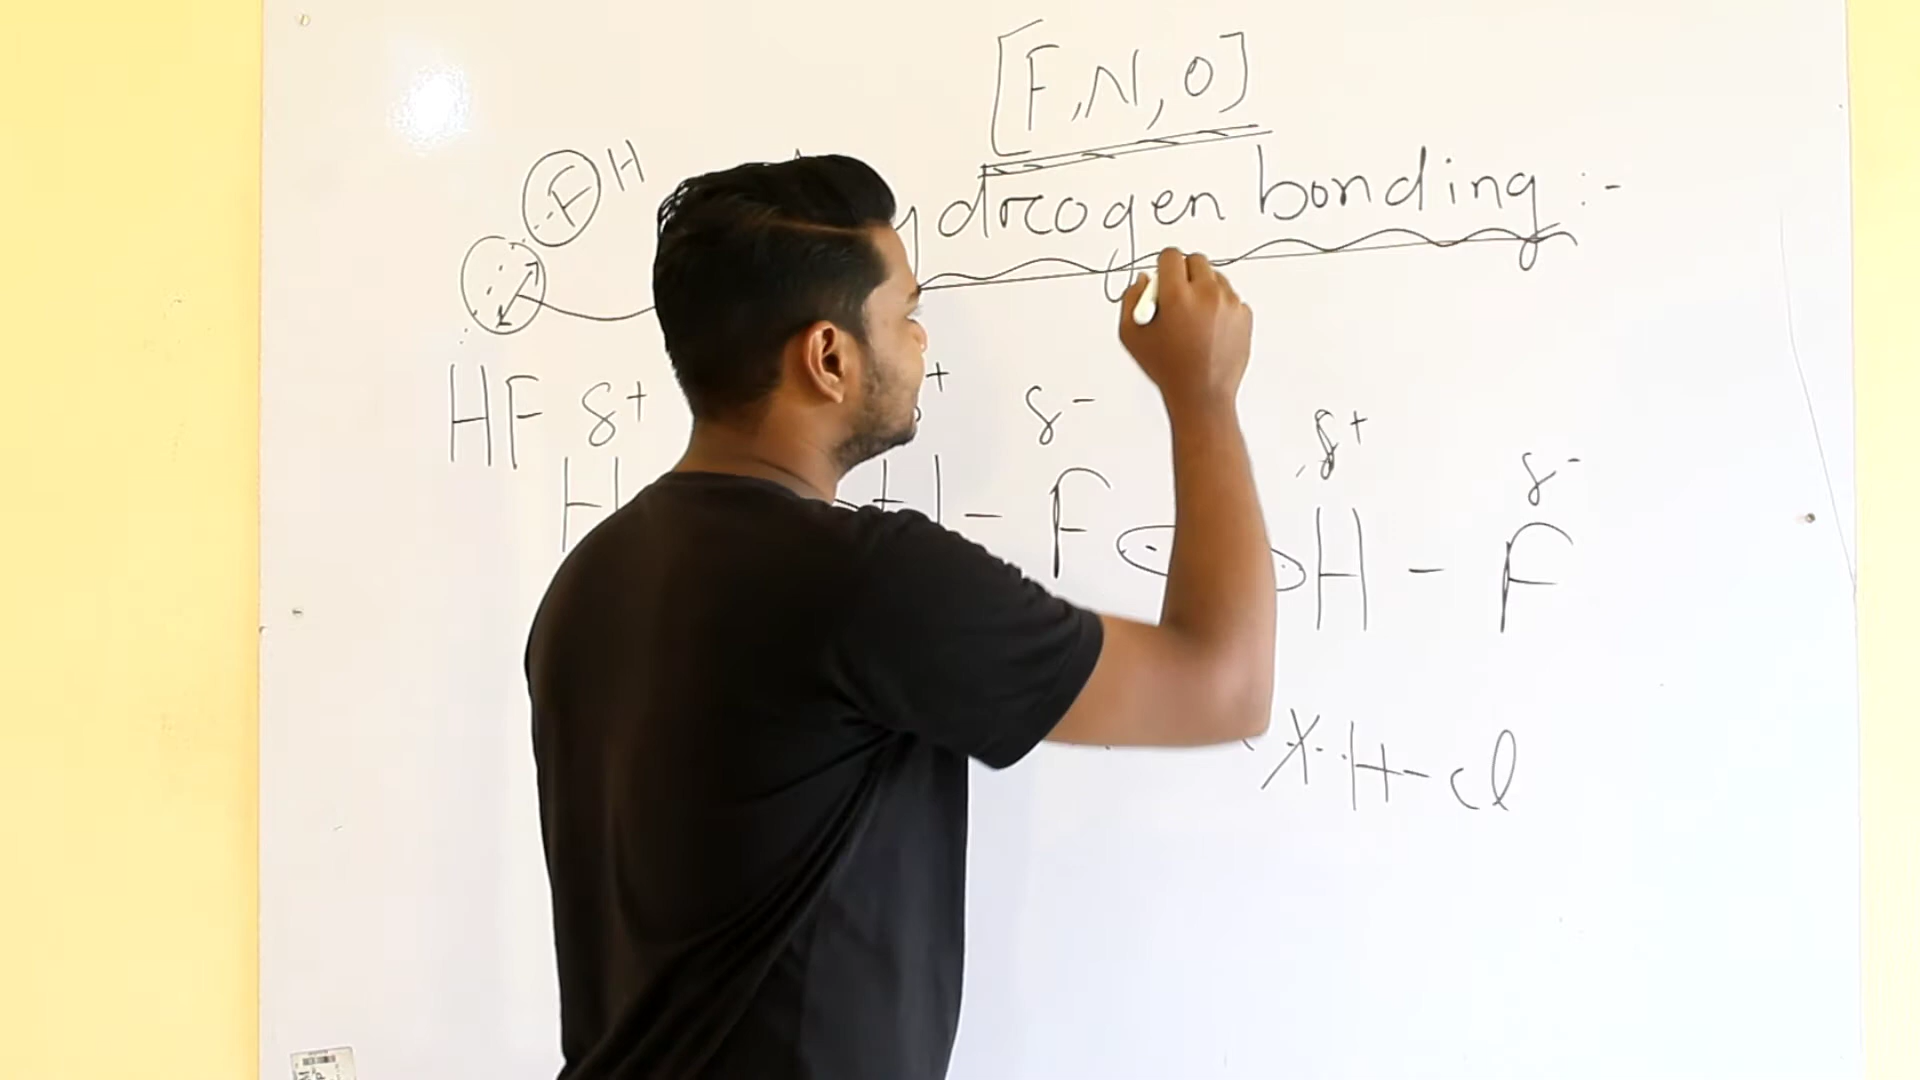 [F,N,O]
F H
ydrogen bonding :-
HF δ+ + δ- δ+ δ-
H H - F H - F
X H-Cl